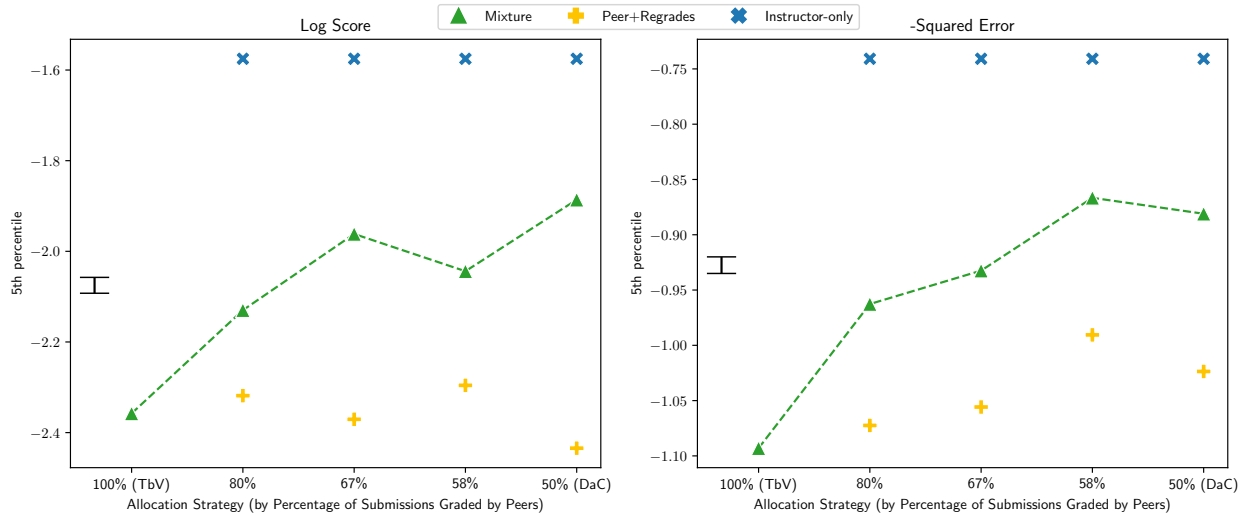 Mixture
Peer+Regrades
Instructor-only
Log Score
−1.6
−1.8
−2.0
−2.2
−2.4
5th percentile
100% (TbV)
80%
67%
58%
50% (DaC)
Allocation Strategy (by Percentage of Submissions Graded by Peers)
-Squared Error
−0.75
−0.80
−0.85
−0.90
−0.95
−1.00
−1.05
−1.10
5th percentile
100% (TbV)
80%
67%
58%
50% (DaC)
Allocation Strategy (by Percentage of Submissions Graded by Peers)